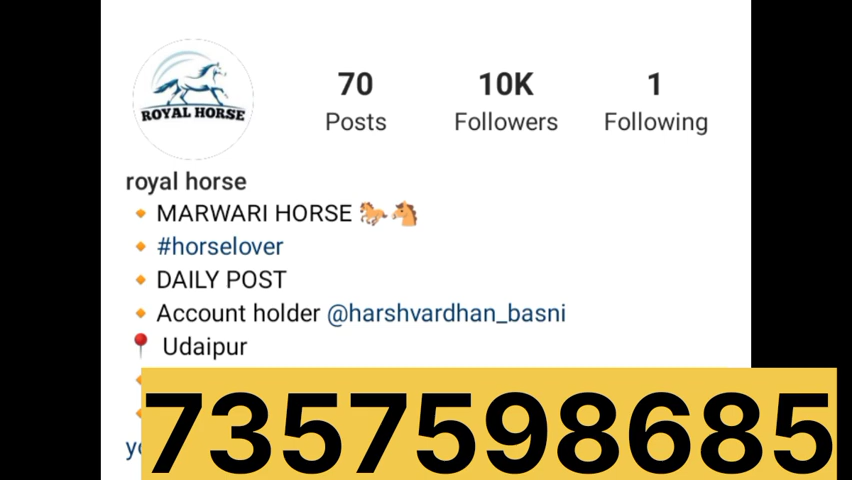 ROYAL HORSE
70
10K
1
Posts
Followers
Following
royal horse
🔸 MARWARI HORSE 🐎🐴
🔸 #horselover
🔸 DAILY POST
🔸 Account holder @harshvardhan_basni
📍 Udaipur
7357598685